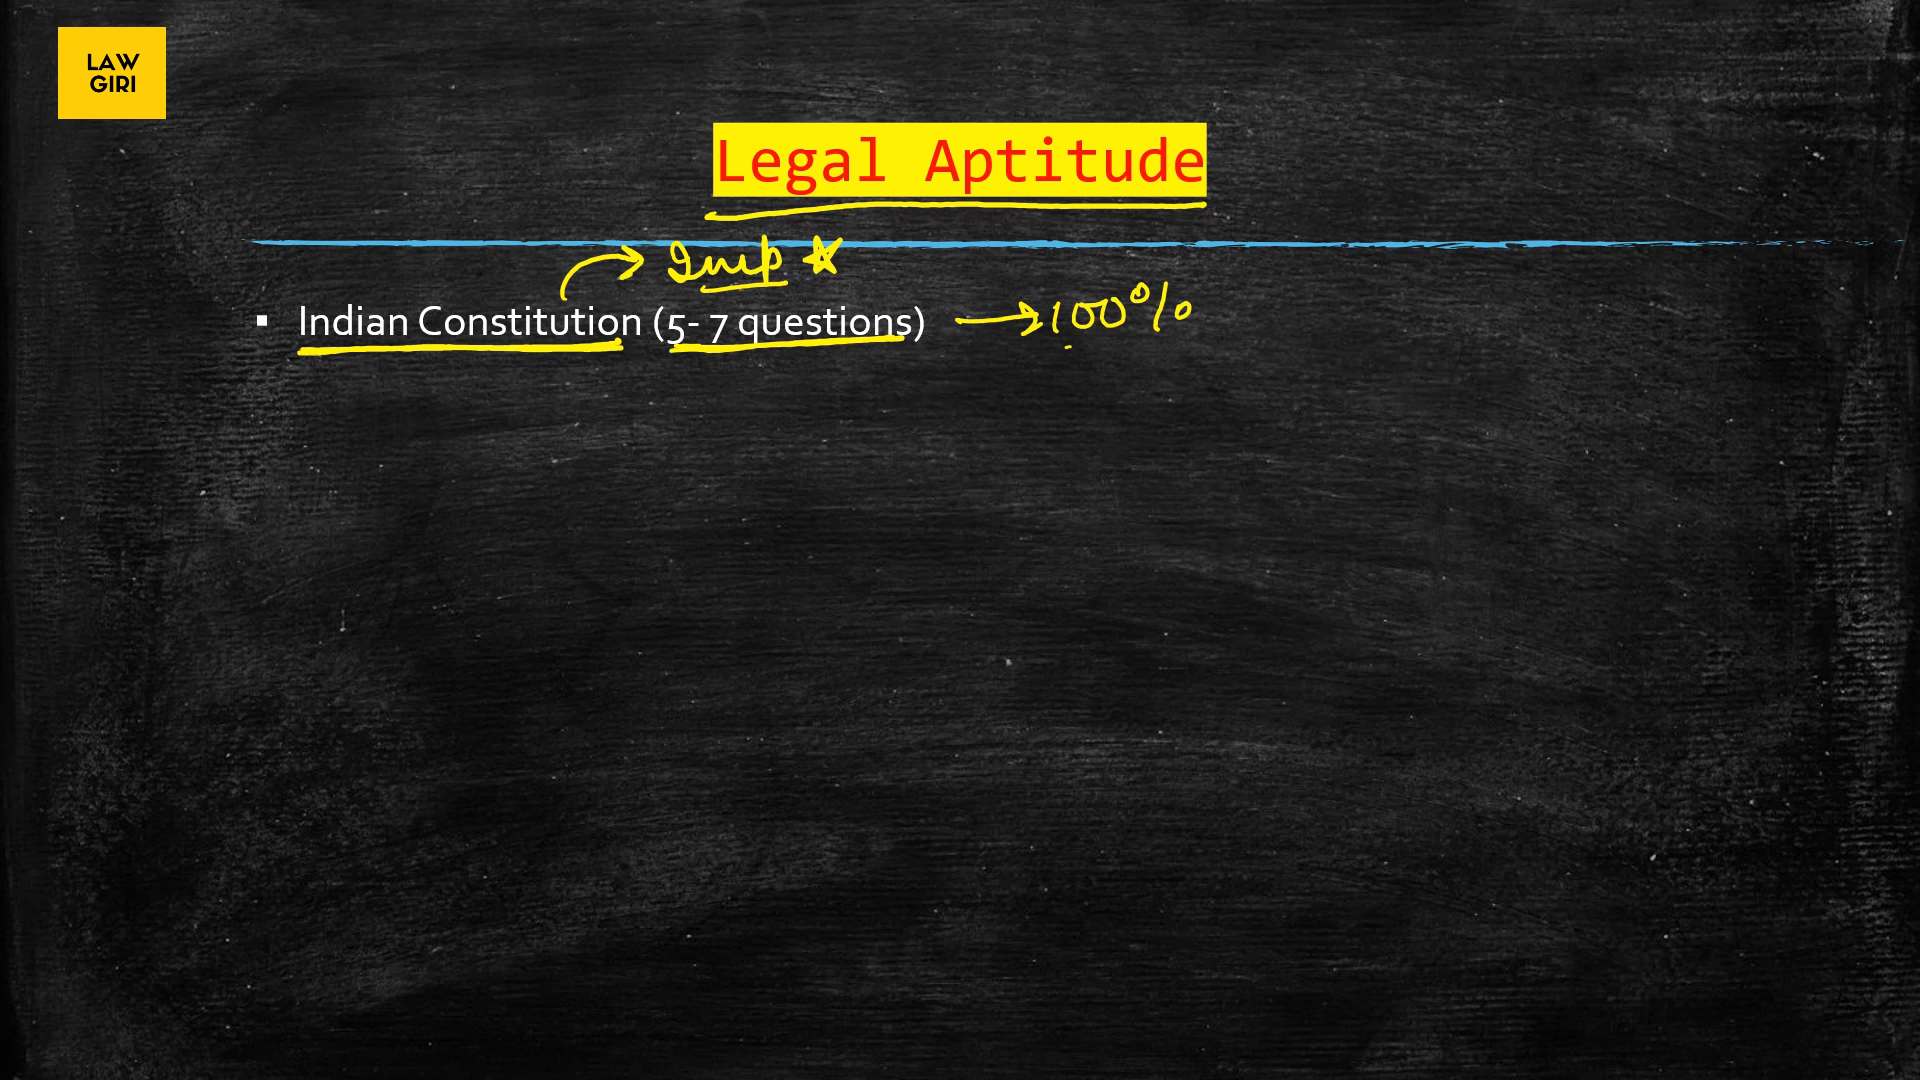 LAW
GIRI
Legal Aptitude
Imp
▪ Indian Constitution (5- 7 questions) → 100%